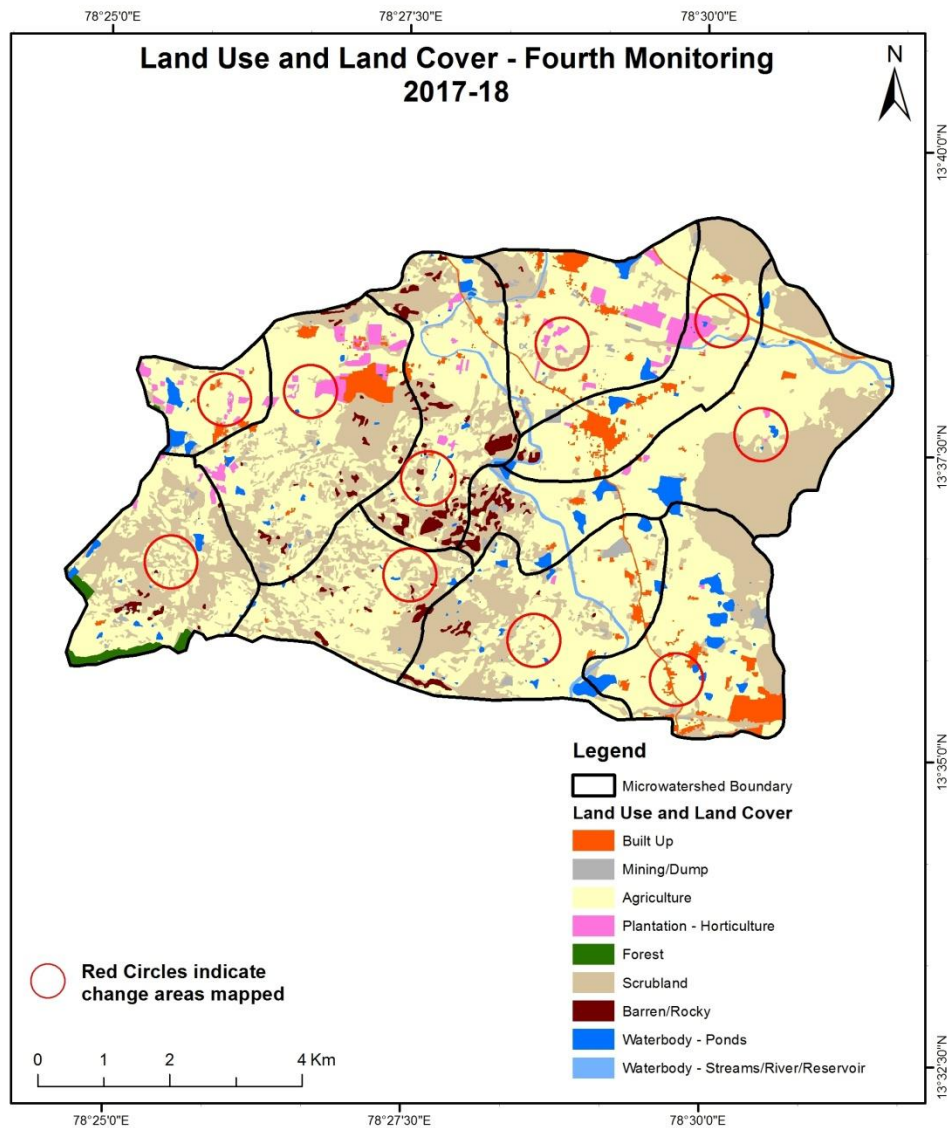 78°25'0"E 78°27'30"E 78°30'0"E
Land Use and Land Cover - Fourth Monitoring
2017-18
N
13°40'0"N
13°37'30"N
13°35'0"N
13°32'30"N
Legend
Microwatershed Boundary
Land Use and Land Cover
Built Up
Mining/Dump
Agriculture
Plantation - Horticulture
Forest
Scrubland
Barren/Rocky
Waterbody - Ponds
Waterbody - Streams/River/Reservoir
Red Circles indicate
change areas mapped
0 1 2 4 Km
78°25'0"E 78°27'30"E 78°30'0"E